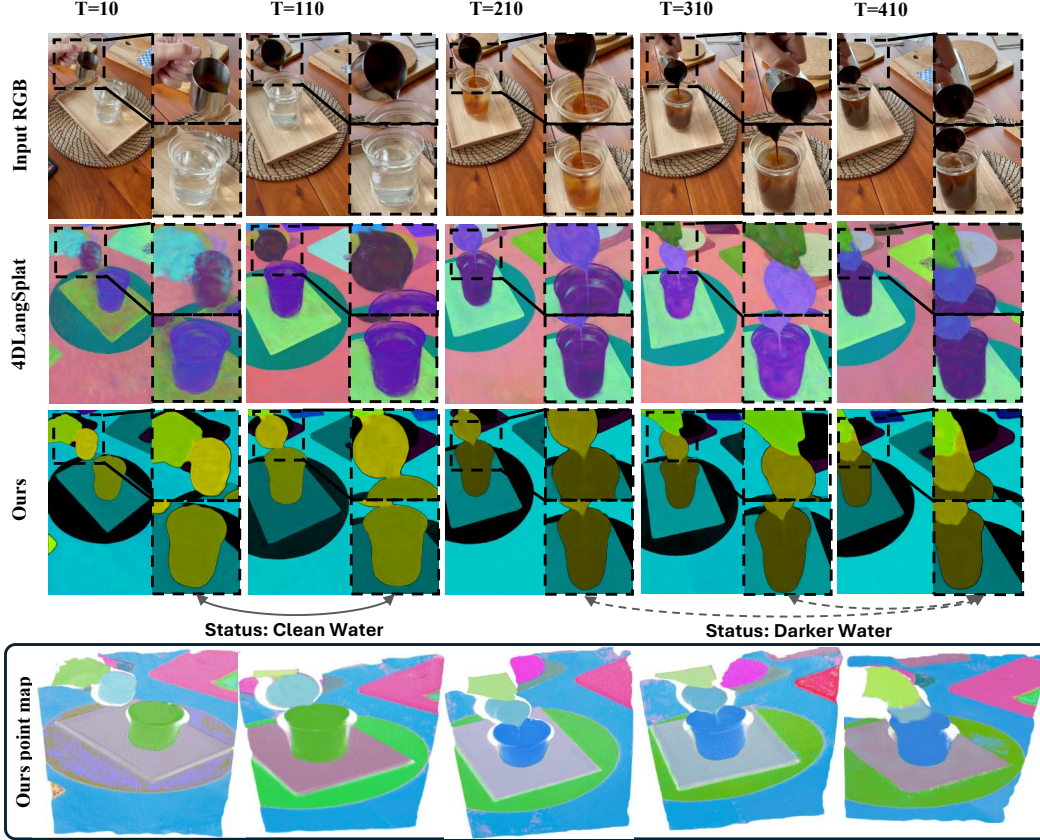 T=10 T=110 T=210 T=310 T=410
Input RGB
4DLangSplat
Ours
Status: Clean Water Status: Darker Water
Ours point map